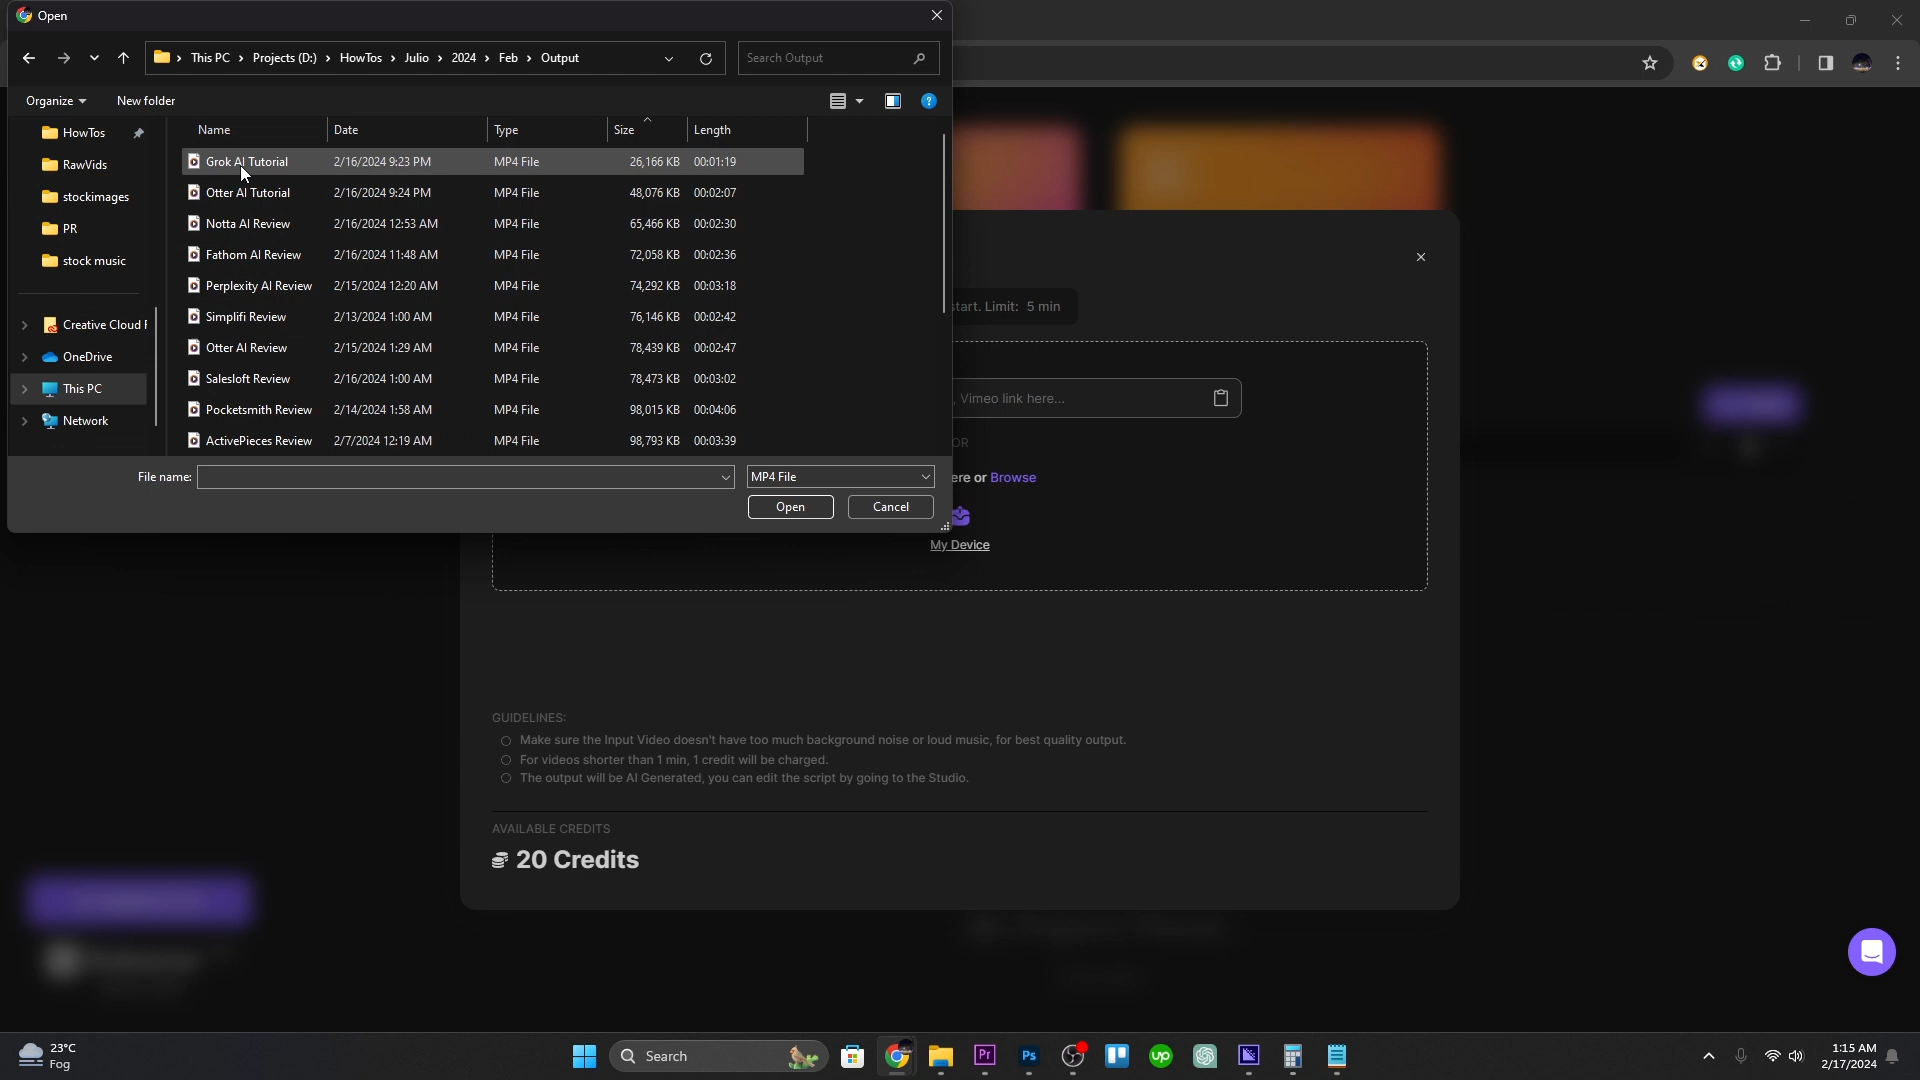 Open
This PC > Projects (D:) > HowTos > Julio > 2024 > Feb > Output
Search Output
Organize
New folder
HowTos
RawVids
stockimages
PR
stock music
Creative Cloud F
OneDrive
This PC
Network
Name Date Type Size Length
Grok AI Tutorial 2/16/2024 9:23 PM MP4 File 26,166 KB 00:01:19
Otter AI Tutorial 2/16/2024 9:24 PM MP4 File 48,076 KB 00:02:07
Notta AI Review 2/16/2024 12:53 AM MP4 File 65,466 KB 00:02:30
Fathom AI Review 2/16/2024 11:48 AM MP4 File 72,058 KB 00:02:36
Perplexity AI Review 2/15/2024 12:20 AM MP4 File 74,292 KB 00:03:18
Simplifi Review 2/13/2024 1:00 AM MP4 File 76,146 KB 00:02:42
Otter AI Review 2/15/2024 1:29 AM MP4 File 78,439 KB 00:02:47
Salesloft Review 2/16/2024 1:00 AM MP4 File 78,473 KB 00:03:02
Pocketsmith Review 2/14/2024 1:58 AM MP4 File 98,015 KB 00:04:06
ActivePieces Review 2/7/2024 12:19 AM MP4 File 98,793 KB 00:03:39
File name:
MP4 File
Open
Cancel
start. Limit: 5 min
, Vimeo link here...
OR
ere or Browse
My Device
GUIDELINES:
Make sure the Input Video doesn't have too much background noise or loud music, for best quality output.
For videos shorter than 1 min, 1 credit will be charged.
The output will be AI Generated, you can edit the script by going to the Studio.
AVAILABLE CREDITS
20 Credits
23°C
Fog
Search
Pr
Ps
up
1:15 AM
2/17/2024